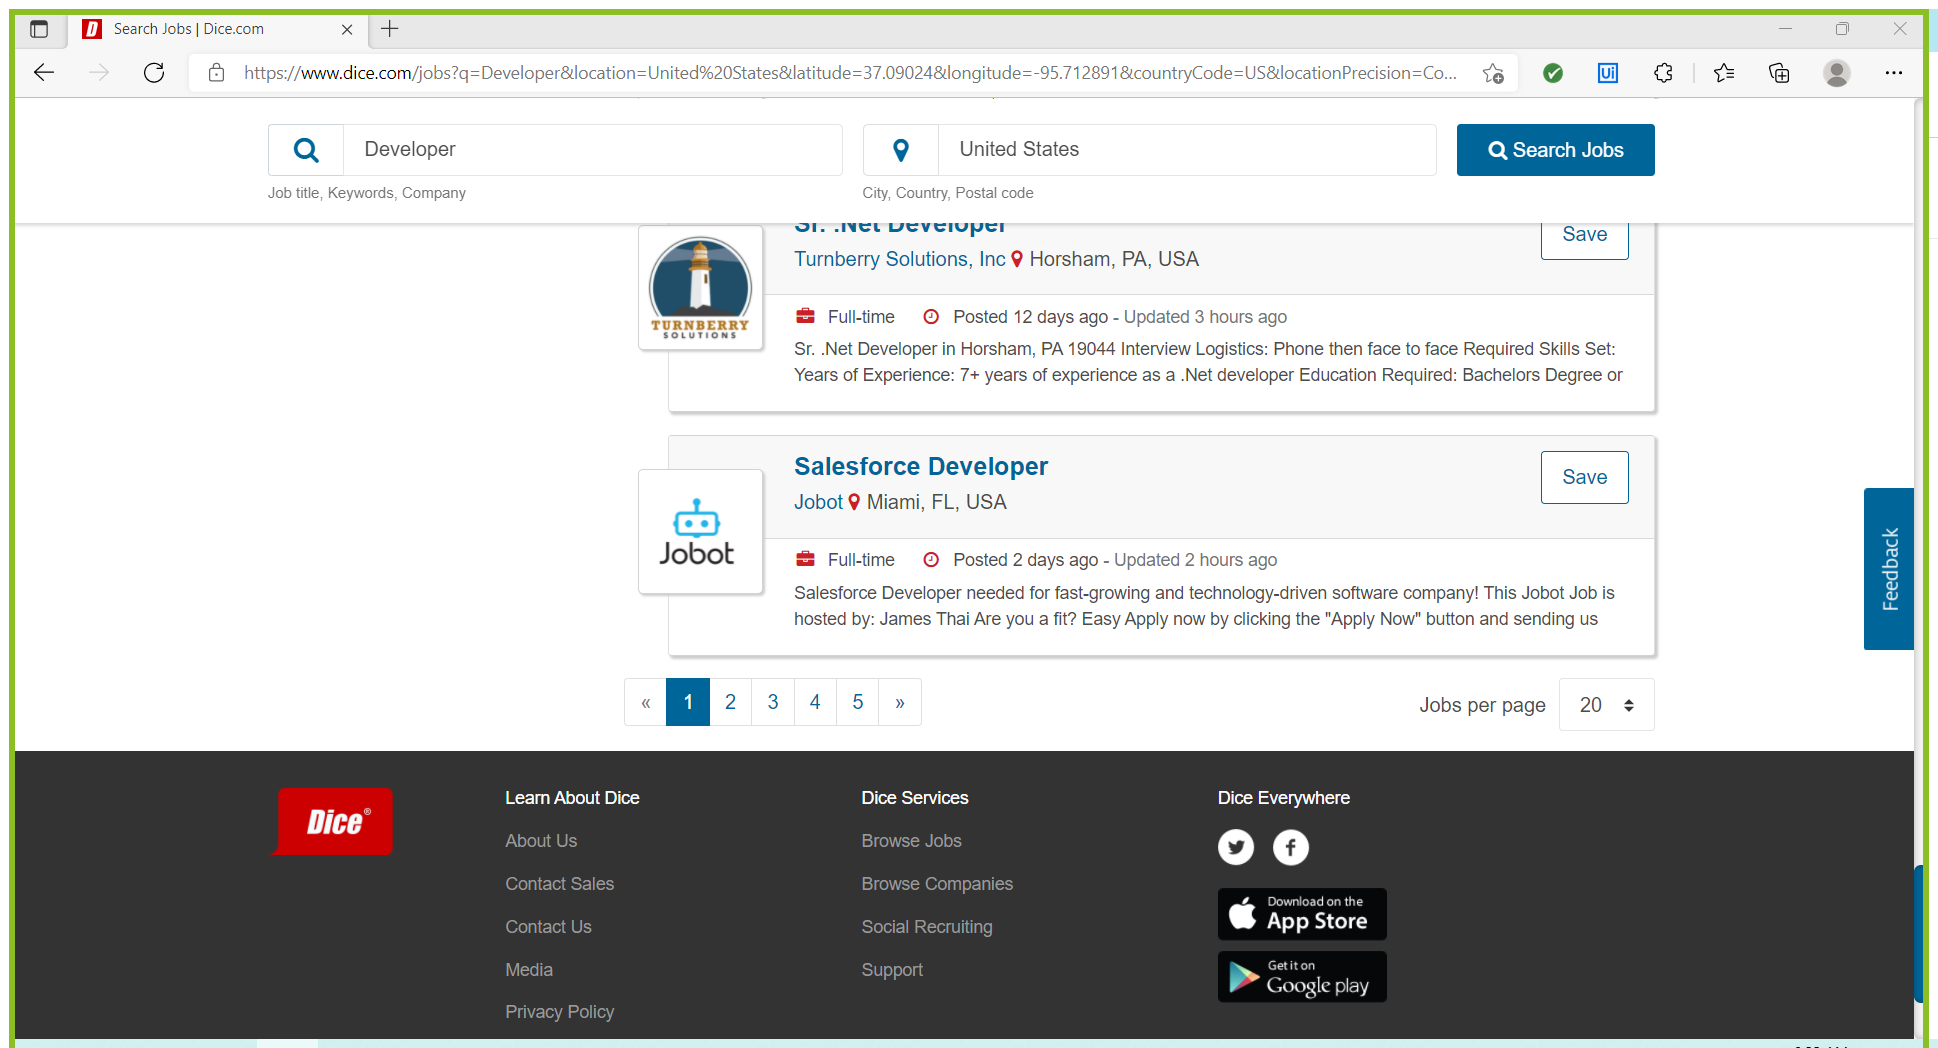 Search Jobs | Dice.com
https://www.dice.com/jobs?q=Developer&location=United%20States&latitude=37.09024&longitude=-95.712891&countryCode=US&locationPrecision=Co...
Developer
United States
Search Jobs
Job title, Keywords, Company
City, Country, Postal code
Sr. .Net Developer
Save
Turnberry Solutions, Inc Horsham, PA, USA
TURNBERRY
SOLUTIONS
Full-time Posted 12 days ago - Updated 3 hours ago
Sr. .Net Developer in Horsham, PA 19044 Interview Logistics: Phone then face to face Required Skills Set:
Years of Experience: 7+ years of experience as a .Net developer Education Required: Bachelors Degree or
Salesforce Developer
Save
Jobot Miami, FL, USA
Jobot
Full-time Posted 2 days ago - Updated 2 hours ago
Salesforce Developer needed for fast-growing and technology-driven software company! This Jobot Job is
hosted by: James Thai Are you a fit? Easy Apply now by clicking the "Apply Now" button and sending us
« 1 2 3 4 5 »
Jobs per page 20
Feedback
Dice®
Learn About Dice
About Us
Contact Sales
Contact Us
Media
Privacy Policy
Dice Services
Browse Jobs
Browse Companies
Social Recruiting
Support
Dice Everywhere
Download on the
App Store
Get it on
Google play